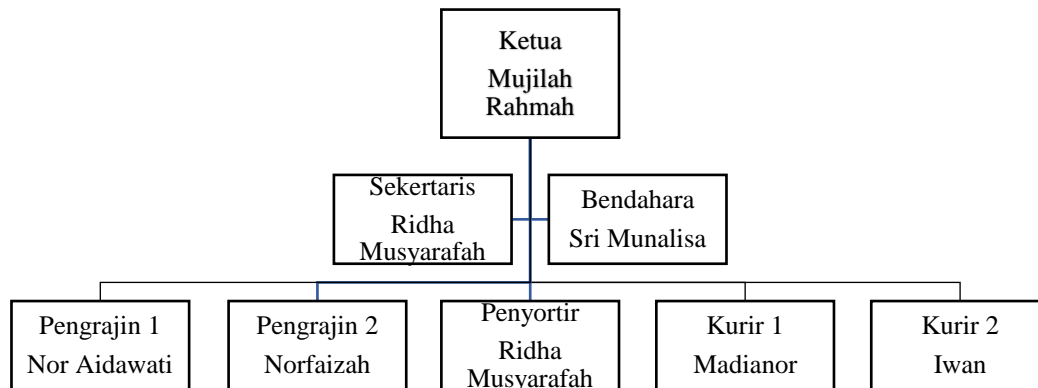 Ketua
Mujilah
Rahmah
Sekertaris
Ridha
Musyarafah
Bendahara
Sri Munalisa
Pengrajin 1
Nor Aidawati
Pengrajin 2
Norfaizah
Penyortir
Ridha
Musyarafah
Kurir 1
Madianor
Kurir 2
Iwan